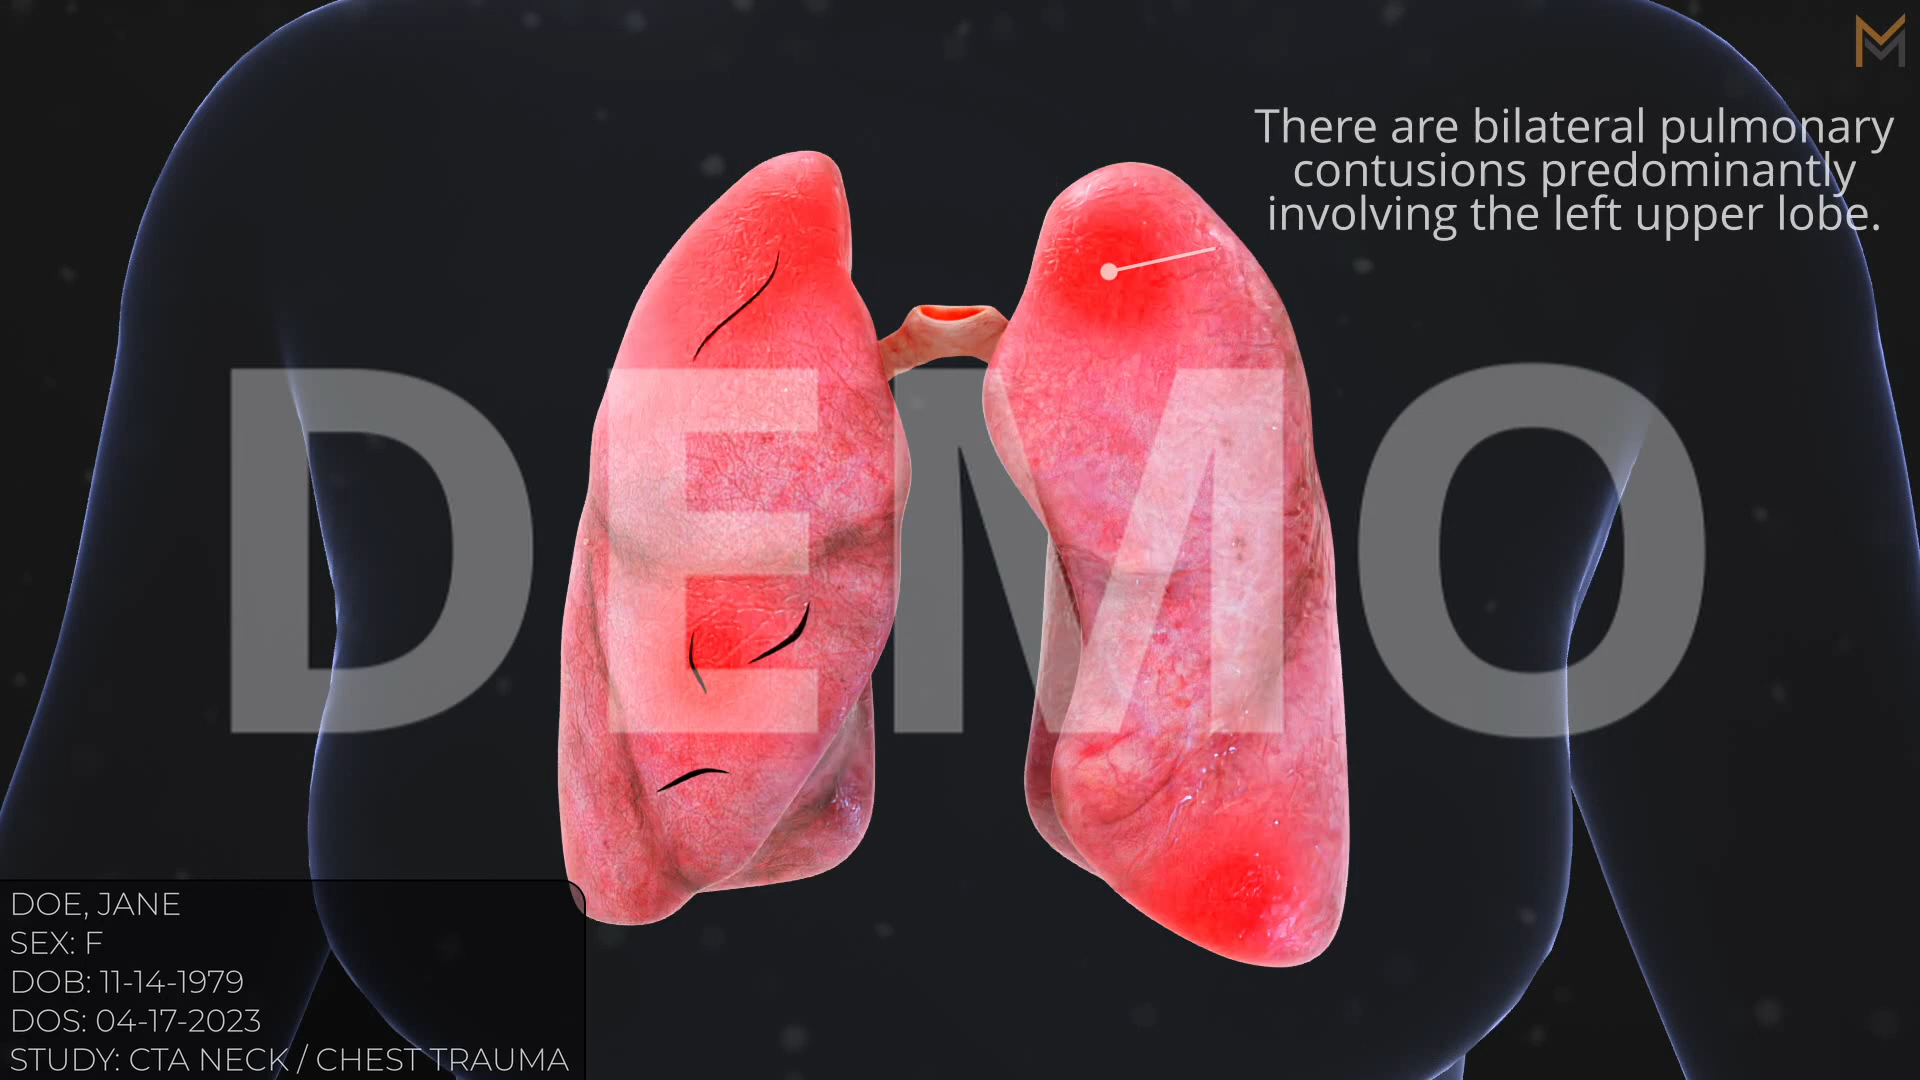 There are bilateral pulmonary
contusions predominantly
involving the left upper lobe.
DEMO
DOE, JANE
SEX: F
DOB: 11-14-1979
DOS: 04-17-2023
STUDY: CTA NECK / CHEST TRAUMA